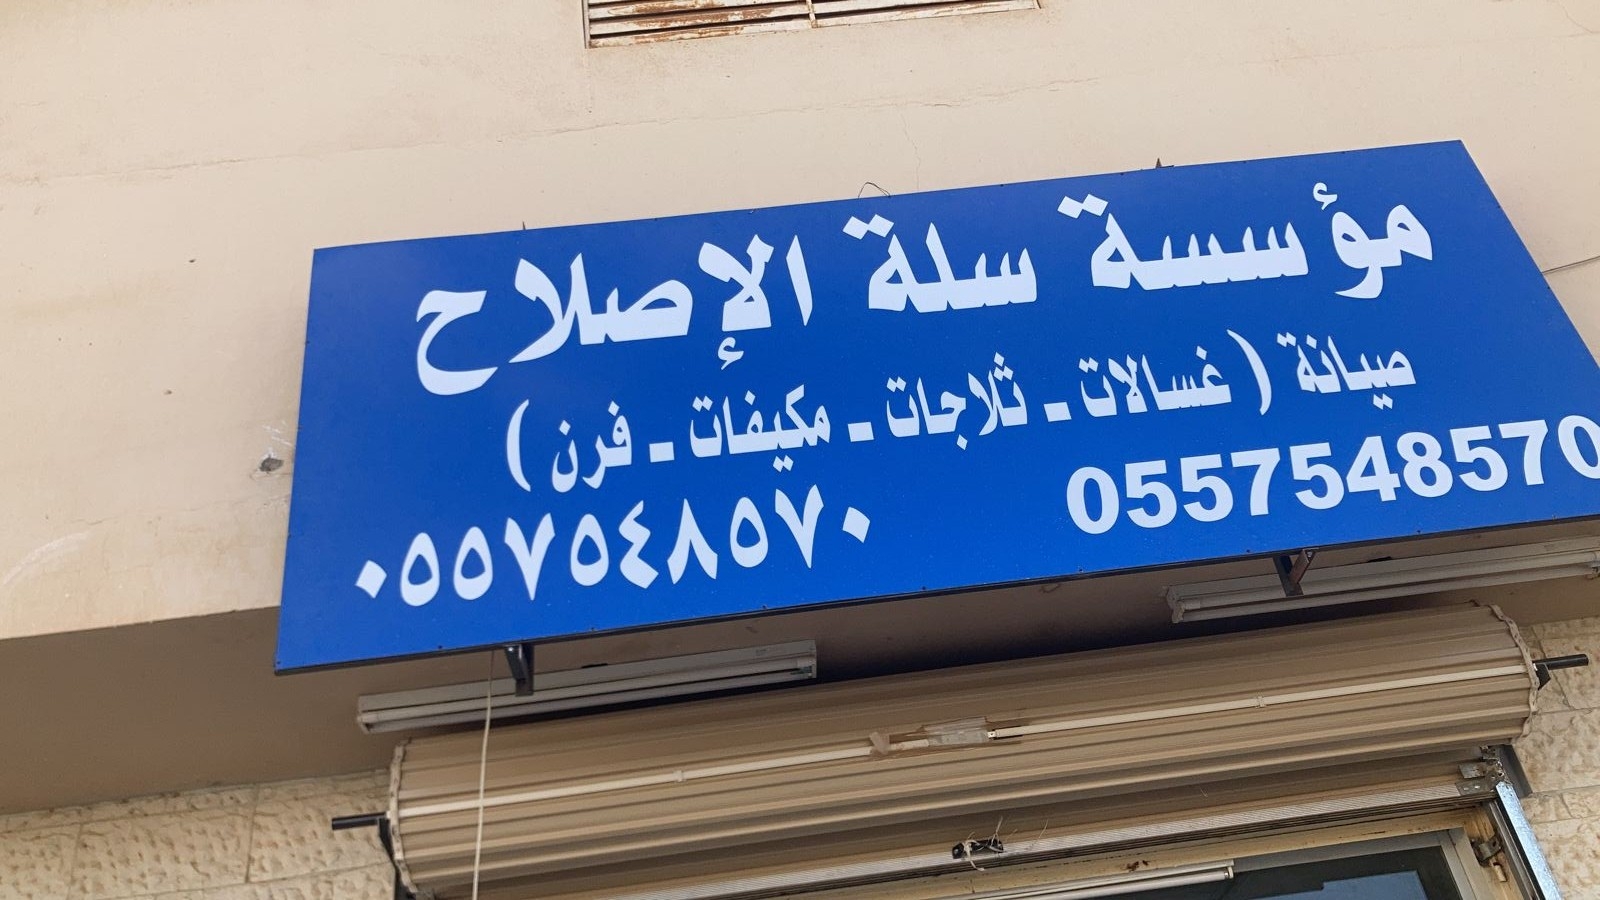 مؤسسة سلة الإصلاح
صيانة ( غسالات - ثلاجات - مكيفات - فرن )
0557548570
٠٥٥٧٥٤٨٥٧٠